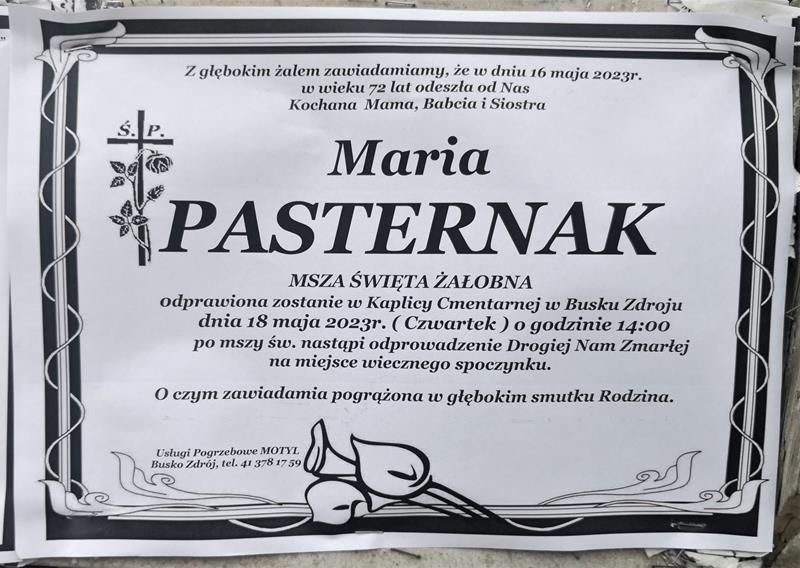 Z głębokim żalem zawiadamiamy, że w dniu 16 maja 2023r.
w wieku 72 lat odeszła od Nas
Kochana Mama, Babcia i Siostra
Ś. P.
Maria
PASTERNAK
MSZA ŚWIĘTA ŻAŁOBNA
odprawiona zostanie w Kaplicy Cmentarnej w Busku Zdroju
dnia 18 maja 2023r. ( Czwartek ) o godzinie 14:00
po mszy św. nastąpi odprowadzenie Drogiej Nam Zmarłej
na miejsce wiecznego spoczynku.
O czym zawiadamia pogrążona w głębokim smutku Rodzina.
Usługi Pogrzebowe MOTYL
Busko Zdrój, tel. 41 378 17 59